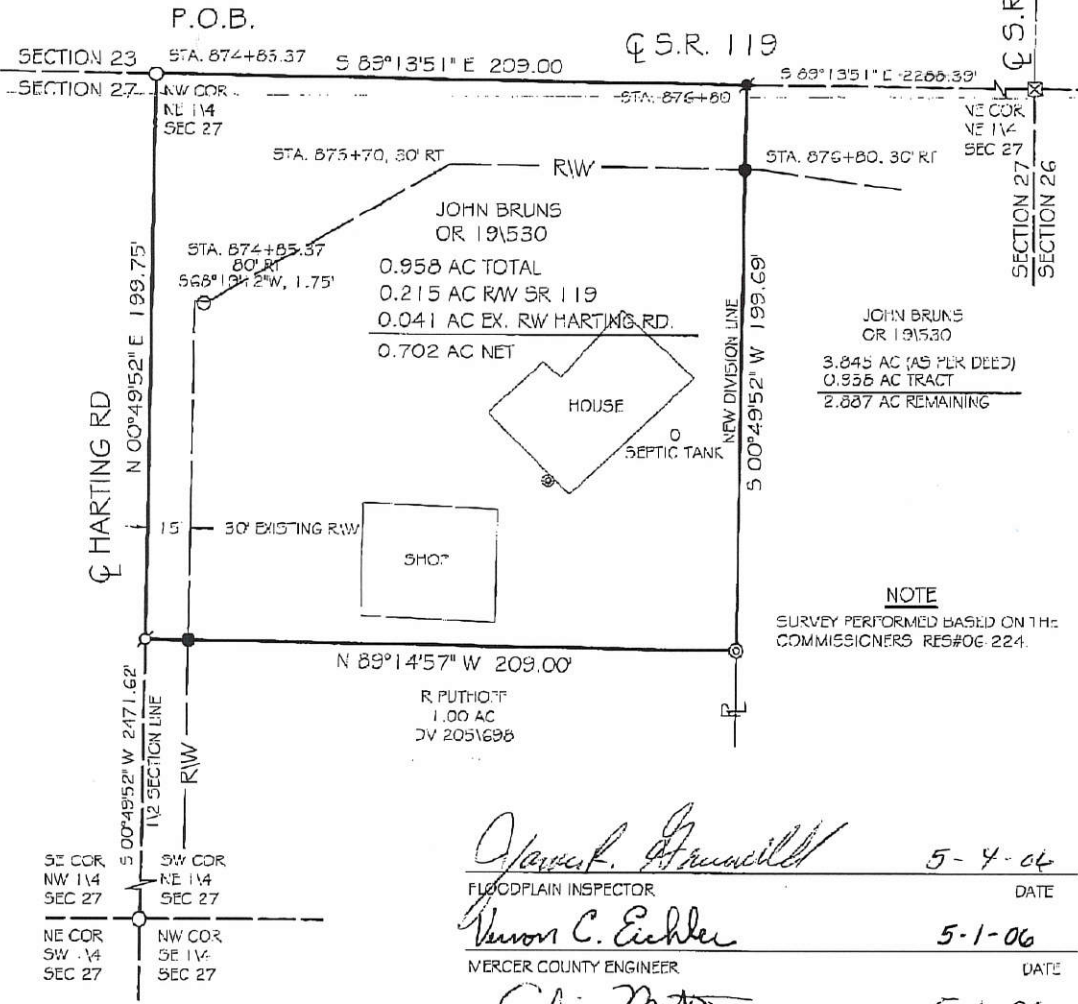 P.O.B.
SECTION 23
STA. 874+85.37
S 89°13'51" E 209.00
℄ S.R. 119
℄ S.R
SECTION 27
NW COR
NE 1\4
SEC 27
STA. 876+80
S 89°13'51" E 2288.39'
NE COR
NE 1\4
SEC 27
STA. 875+70, 30' RT
R\W
STA. 876+80, 30' RT
SECTION 27
SECTION 26
JOHN BRUNS
OR 19\530
STA. 874+85.37
80' RT
S68°19'12"W, 1.75'
0.958 AC TOTAL
0.215 AC R/W SR 119
0.041 AC EX. RW HARTING RD.
0.702 AC NET
N 00°49'52" E 199.75'
℄ HARTING RD
HOUSE
SEPTIC TANK
NEW DIVISION LINE
S 00°49'52" W 199.69'
JOHN BRUNS
OR 19\530
3.845 AC (AS PER DEED)
0.958 AC TRACT
2.887 AC REMAINING
15'
30' EXISTING R\W
SHOP
NOTE
SURVEY PERFORMED BASED ON THE
COMMISSIONERS RES#06-224.
N 89°14'57" W 209.00'
R PUTHOFF
1.00 AC
DV 205\698
PL
S 00°49'52" W 2471.62'
1\2 SECTION LINE
R\W
SE COR
NW 1\4
SEC 27
SW COR
NE 1\4
SEC 27
NE COR
SW 1\4
SEC 27
NW COR
SE 1\4
SEC 27
5-4-06
FLOODPLAIN INSPECTOR DATE
Vernon C. Eichler 5-1-06
MERCER COUNTY ENGINEER DATE